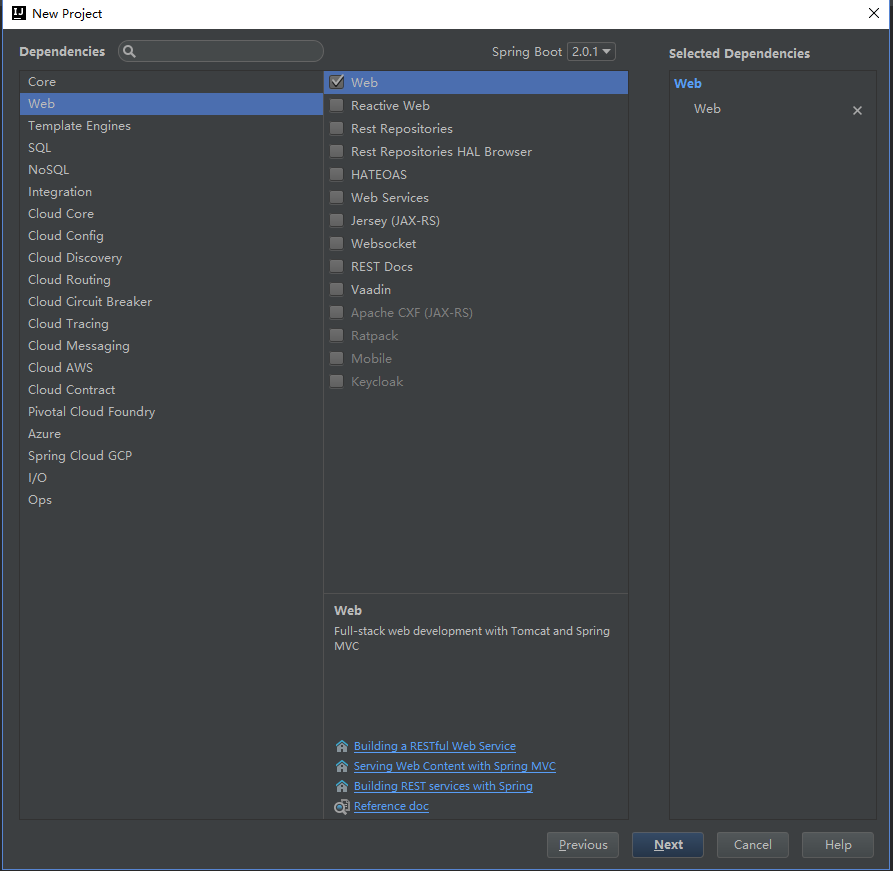 New Project
Dependencies
Spring Boot 2.0.1
Selected Dependencies
Core
Web
Template Engines
SQL
NoSQL
Integration
Cloud Core
Cloud Config
Cloud Discovery
Cloud Routing
Cloud Circuit Breaker
Cloud Tracing
Cloud Messaging
Cloud AWS
Cloud Contract
Pivotal Cloud Foundry
Azure
Spring Cloud GCP
I/O
Ops
Web
Reactive Web
Rest Repositories
Rest Repositories HAL Browser
HATEOAS
Web Services
Jersey (JAX-RS)
Websocket
REST Docs
Vaadin
Apache CXF (JAX-RS)
Ratpack
Mobile
Keycloak
Web
Full-stack web development with Tomcat and Spring
MVC
Building a RESTful Web Service
Serving Web Content with Spring MVC
Building REST services with Spring
Reference doc
Web
Web
Previous
Next
Cancel
Help